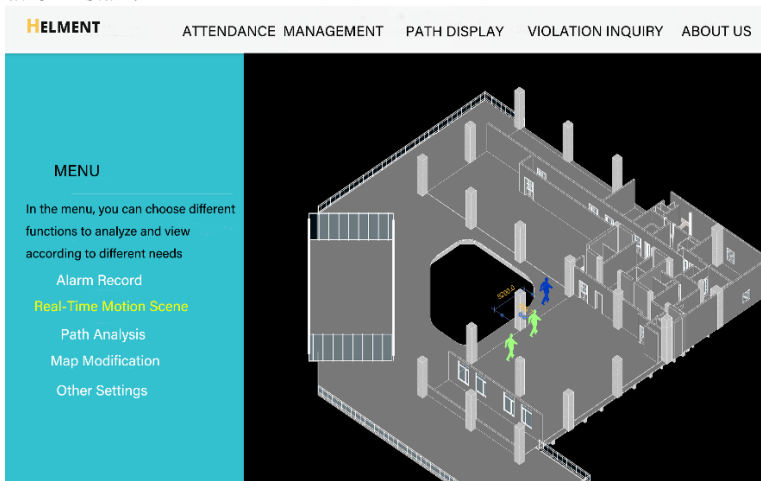 HELMENT
ATTENDANCE MANAGEMENT PATH DISPLAY VIOLATION INQUIRY ABOUT US
MENU
In the menu, you can choose different
functions to analyze and view
according to different needs
Alarm Record
Real-Time Motion Scene
Path Analysis
Map Modification
Other Settings
5200.0